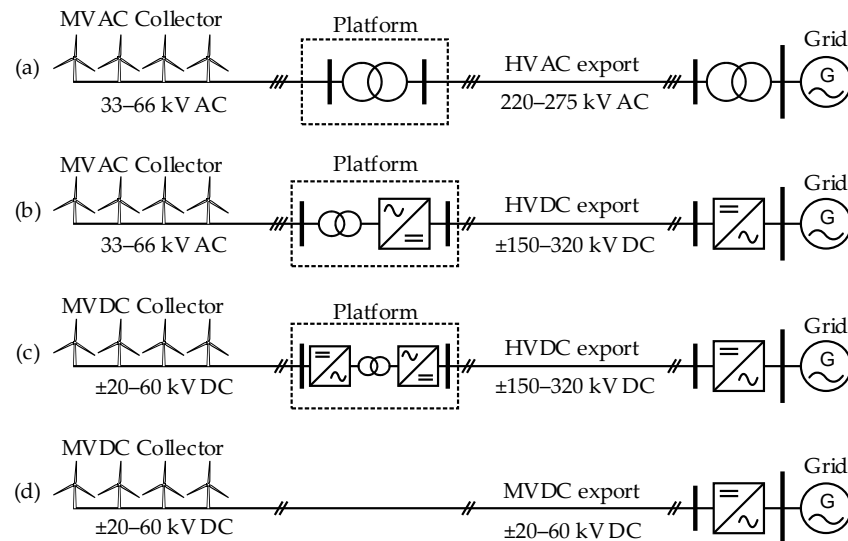 MVAC Collector
Platform
Grid
(a)
HVAC export
G
33–66 kV AC
220–275 kV AC
MVAC Collector
Platform
Grid
(b)
HVDC export
G
33–66 kV AC
±150–320 kV DC
MVDC Collector
Platform
Grid
(c)
HVDC export
G
±20–60 kV DC
±150–320 kV DC
MVDC Collector
Grid
(d)
MVDC export
G
±20–60 kV DC
±20–60 kV DC